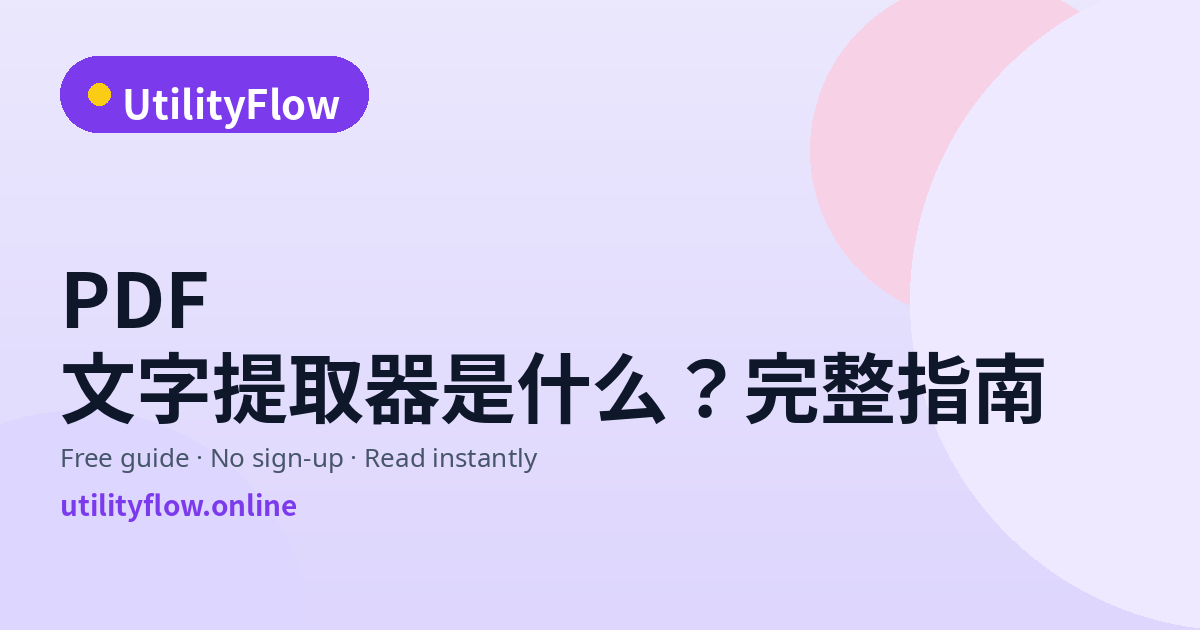 UtilityFlow
PDF
文字提取器是什么？完整指南
Free guide · No sign-up · Read instantly
utilityflow.online